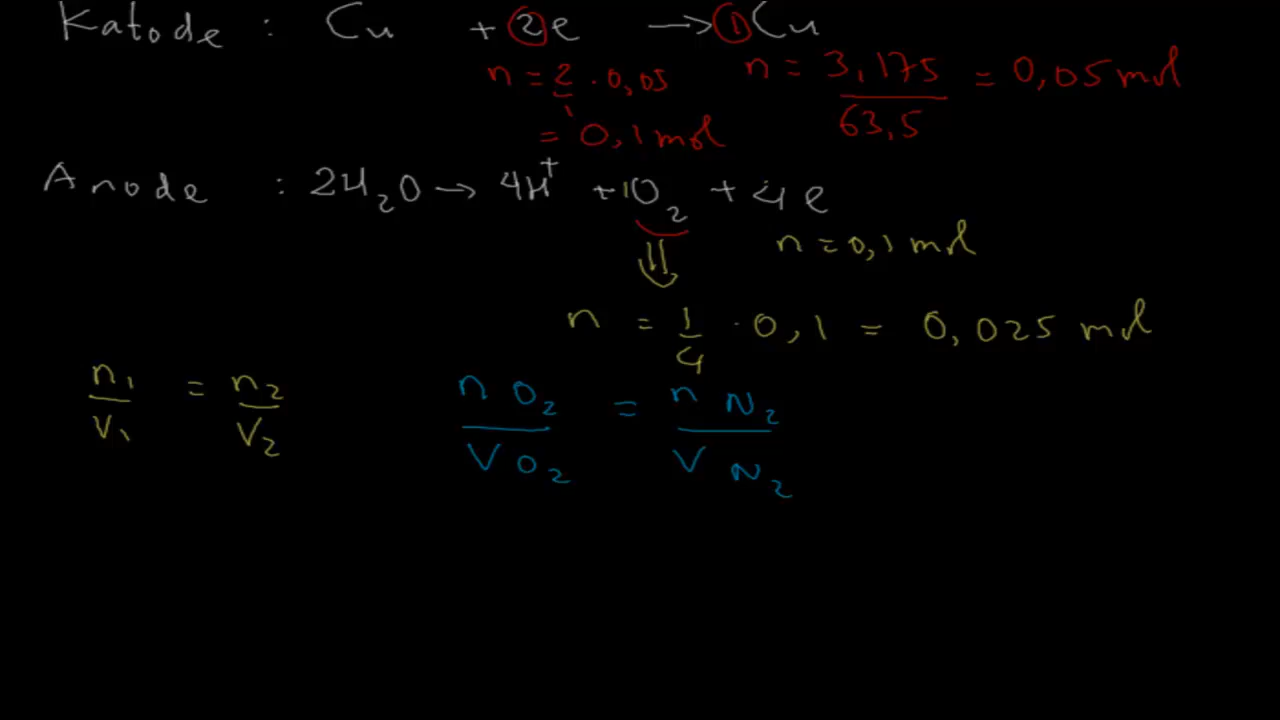 Katode : Cu + 2e → 1 Cu
n = 2/1 · 0,05 n = 3,175/63,5 = 0,05 mol
= 0,1 mol
Anode : 2H₂O → 4H⁺ + 1O₂ + 4e
n = 0,1 mol
n = 1/4 · 0,1 = 0,025 mol
n₁/V₁ = n₂/V₂ n O₂/V O₂ = n N₂/V N₂